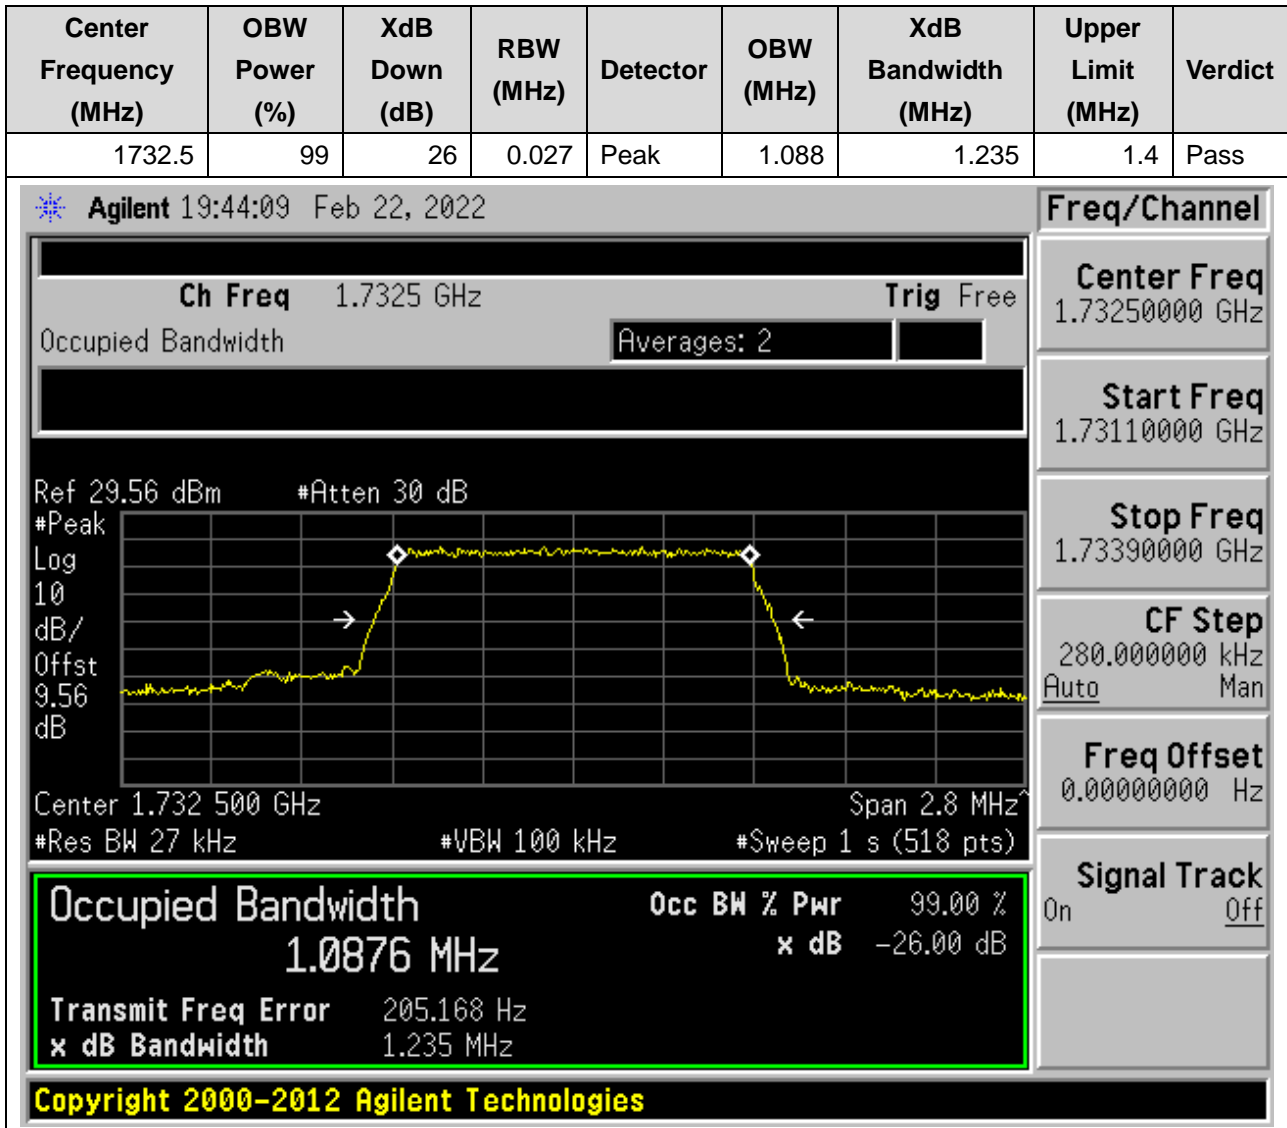 Center Frequency (MHz) OBW Power (%) XdB Down (dB) RBW (MHz) Detector OBW (MHz) XdB Bandwidth (MHz) Upper Limit (MHz) Verdict
1732.5 99 26 0.027 Peak 1.088 1.235 1.4 Pass
Agilent 19:44:09 Feb 22, 2022
Ch Freq 1.7325 GHz Trig Free
Occupied Bandwidth Averages: 2
Ref 29.56 dBm #Atten 30 dB
#Peak
Log
10
dB/
Offst
9.56
dB
Center 1.732 500 GHz Span 2.8 MHz^
#Res BW 27 kHz #VBW 100 kHz #Sweep 1 s (518 pts)
Occupied Bandwidth Occ BW % Pwr 99.00 %
1.0876 MHz x dB -26.00 dB
Transmit Freq Error 205.168 Hz
x dB Bandwidth 1.235 MHz
Copyright 2000-2012 Agilent Technologies
Freq/Channel
Center Freq
1.73250000 GHz
Start Freq
1.73110000 GHz
Stop Freq
1.73390000 GHz
CF Step
280.000000 kHz
Auto Man
Freq Offset
0.00000000 Hz
Signal Track
On Off